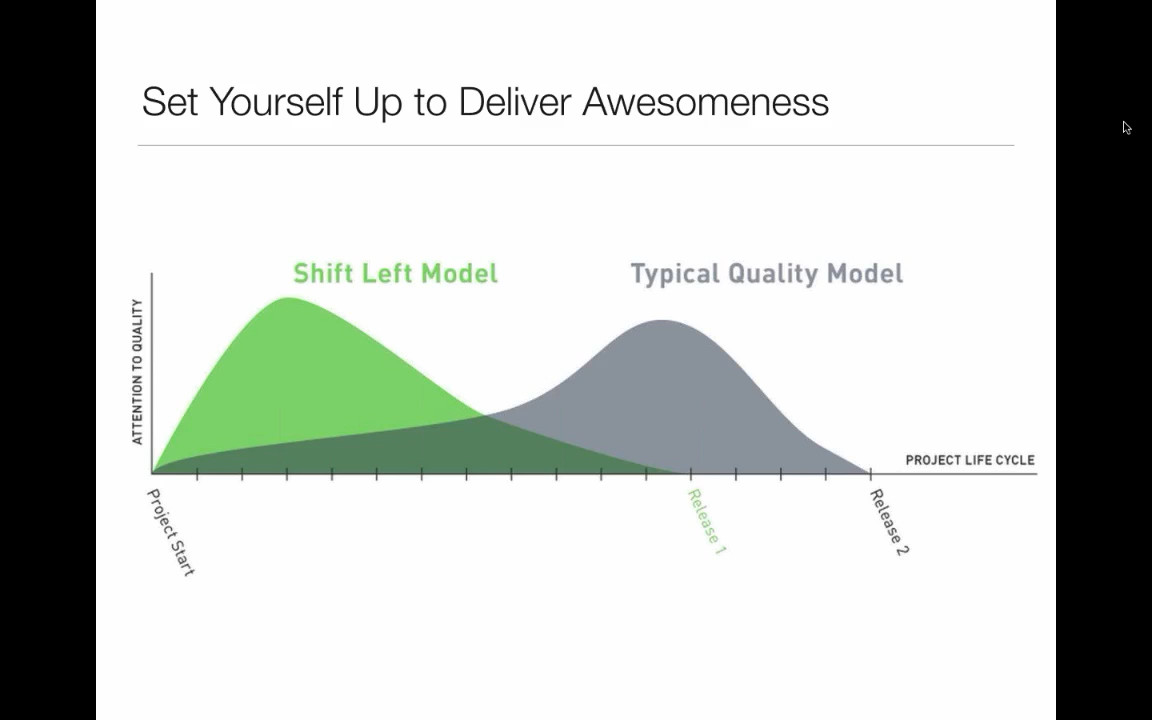 Set Yourself Up to Deliver Awesomeness
Shift Left Model
Typical Quality Model
ATTENTION TO QUALITY
PROJECT LIFE CYCLE
Project Start
Release 1
Release 2